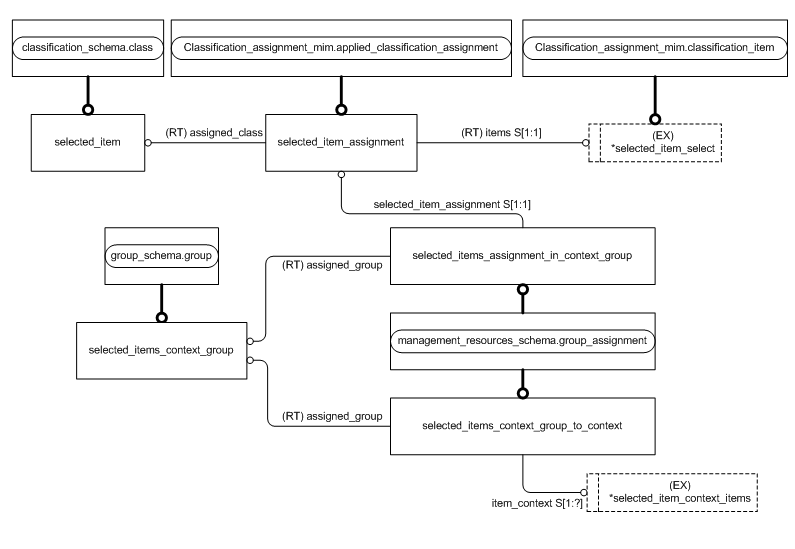 classification_schema.class
Classification_assignment_mim.applied_classification_assignment
Classification_assignment_mim.classification_item
selected_item
(RT) assigned_class
selected_item_assignment
(RT) items S[1:1]
(EX)
*selected_item_select
selected_item_assignment S[1:1]
group_schema.group
(RT) assigned_group
selected_items_assignment_in_context_group
selected_items_context_group
management_resources_schema.group_assignment
(RT) assigned_group
selected_items_context_group_to_context
item_context S[1:?]
(EX)
*selected_item_context_items